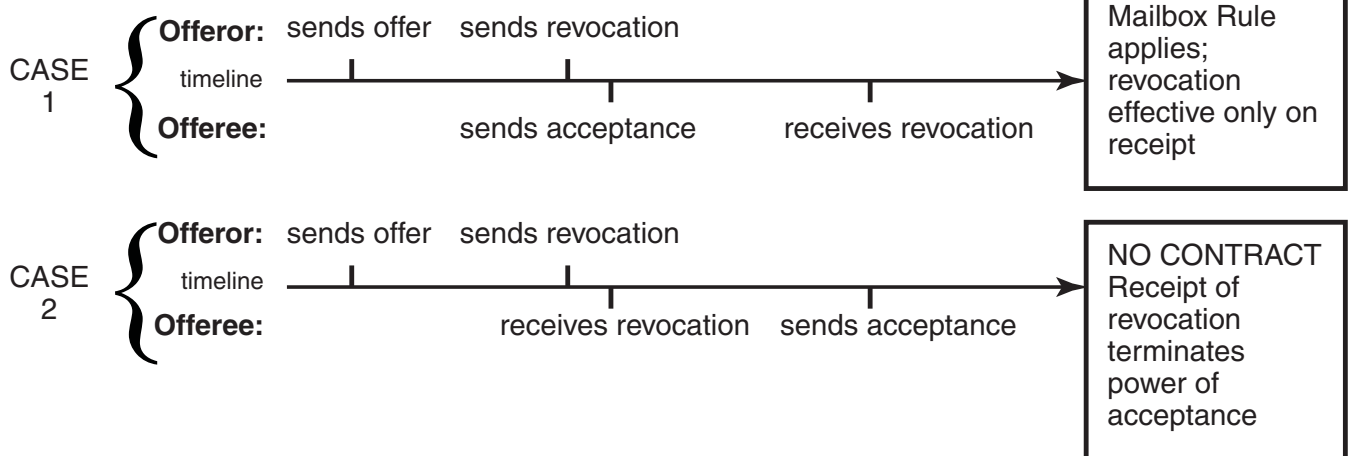 Offeror: sends offer sends revocation
CASE
1
timeline
Offeree: sends acceptance receives revocation
Mailbox Rule
applies;
revocation
effective only on
receipt
Offeror: sends offer sends revocation
CASE
2
timeline
Offeree: receives revocation sends acceptance
NO CONTRACT
Receipt of
revocation
terminates
power of
acceptance